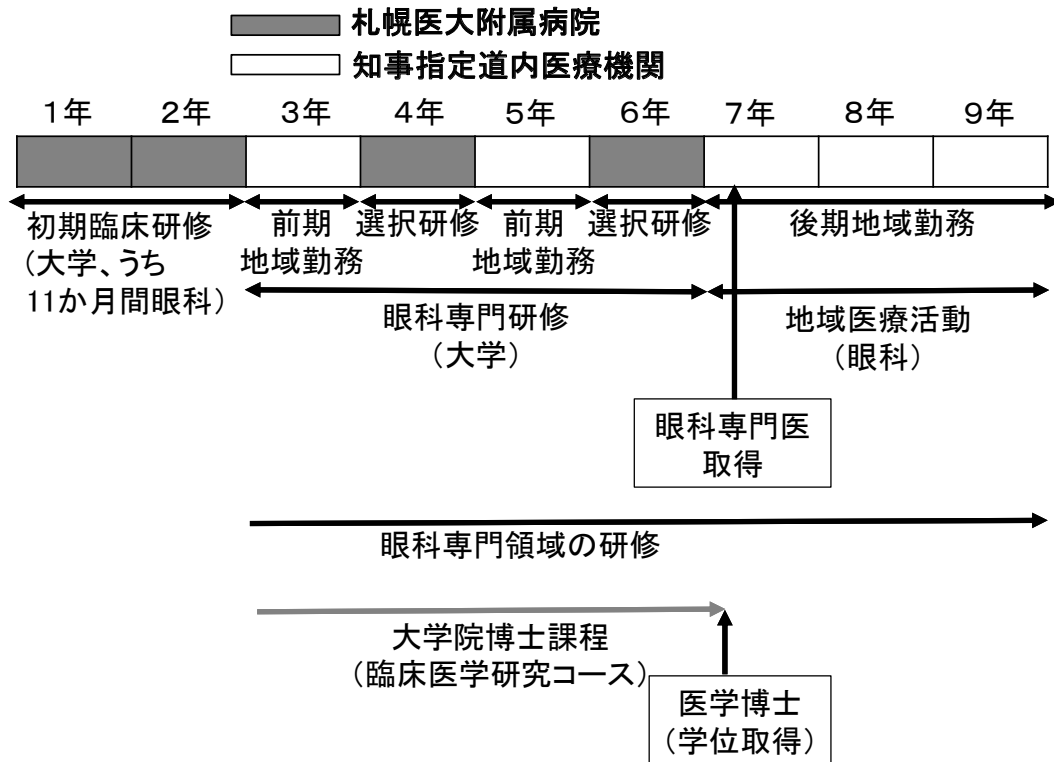 札幌医大附属病院
知事指定道内医療機関
1年 2年 3年 4年 5年 6年 7年 8年 9年
初期臨床研修
(大学、うち
11か月間眼科)
前期
地域勤務
選択研修
前期
地域勤務
選択研修
後期地域勤務
眼科専門研修
(大学)
地域医療活動
(眼科)
眼科専門医
取得
眼科専門領域の研修
大学院博士課程
(臨床医学研究コース)
医学博士
(学位取得)